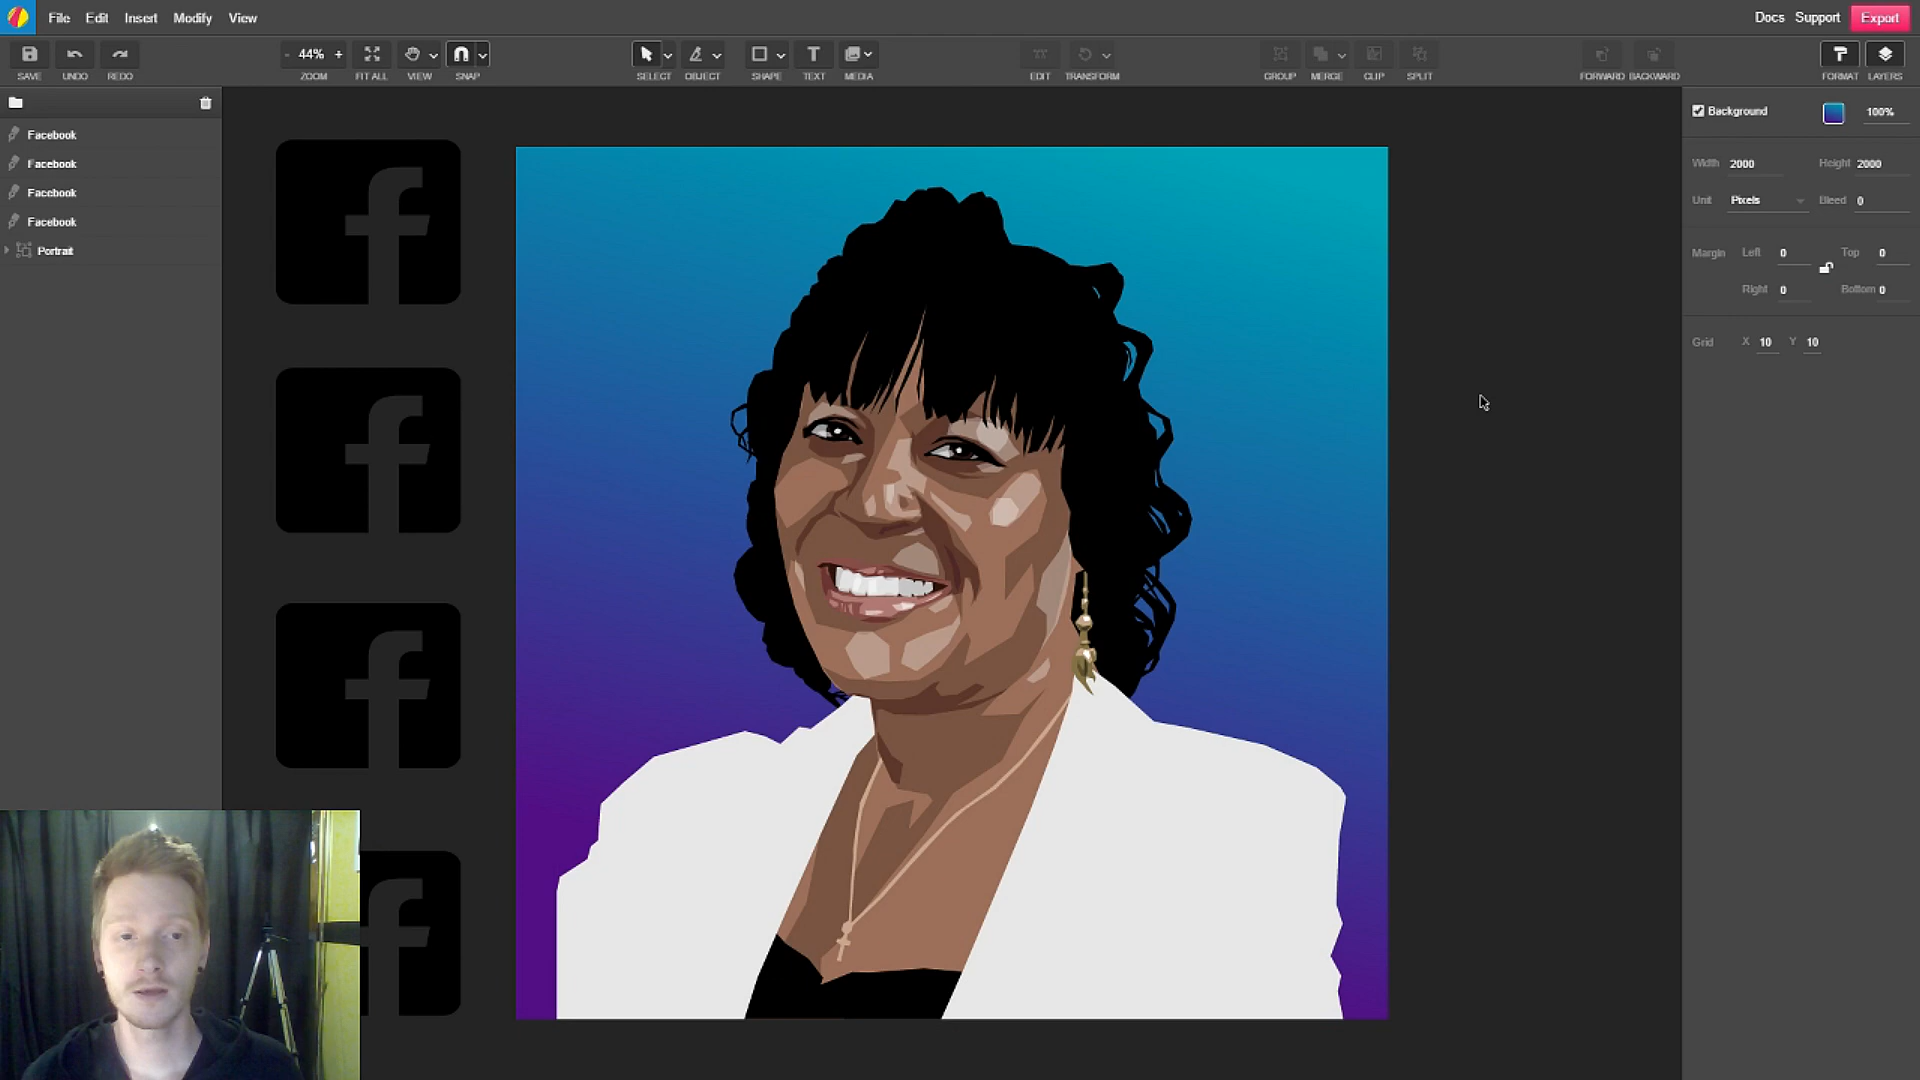 File Edit Insert Modify View
Docs Support Export
- 44% +
SAVE UNDO REDO ZOOM FIT ALL VIEW SNAP SELECT OBJECT SHAPE TEXT MEDIA EDIT TRANSFORM GROUP MERGE CLIP SPLIT FORWARD BACKWARD FORMAT LAYERS
Facebook
Facebook
Facebook
Facebook
Portrait
Background 100%
Width 2000 Height 2000
Unit Pixels Bleed 0
Margin Left 0 Top 0
Right 0 Bottom 0
Grid X 10 Y 10
f
f
f
f